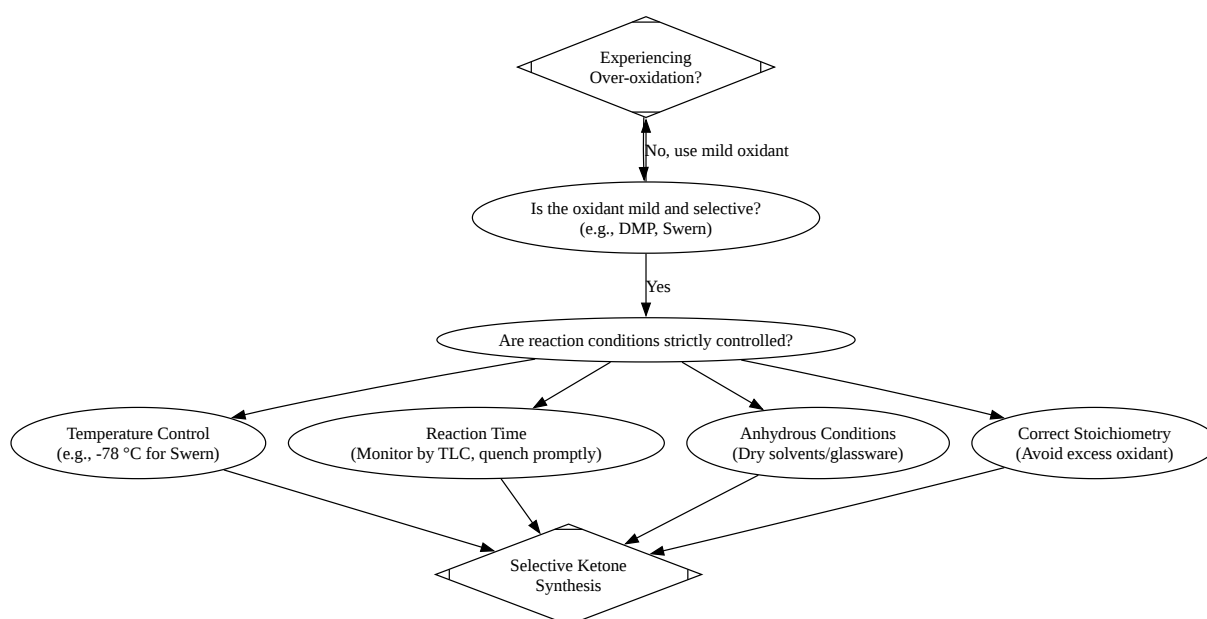 Experiencing
Over-oxidation?
No, use mild oxidant
Is the oxidant mild and selective?
(e.g., DMP, Swern)
Yes
Are reaction conditions strictly controlled?
Temperature Control
(e.g., -78 °C for Swern)
Reaction Time
(Monitor by TLC, quench promptly)
Anhydrous Conditions
(Dry solvents/glassware)
Correct Stoichiometry
(Avoid excess oxidant)
Selective Ketone
Synthesis